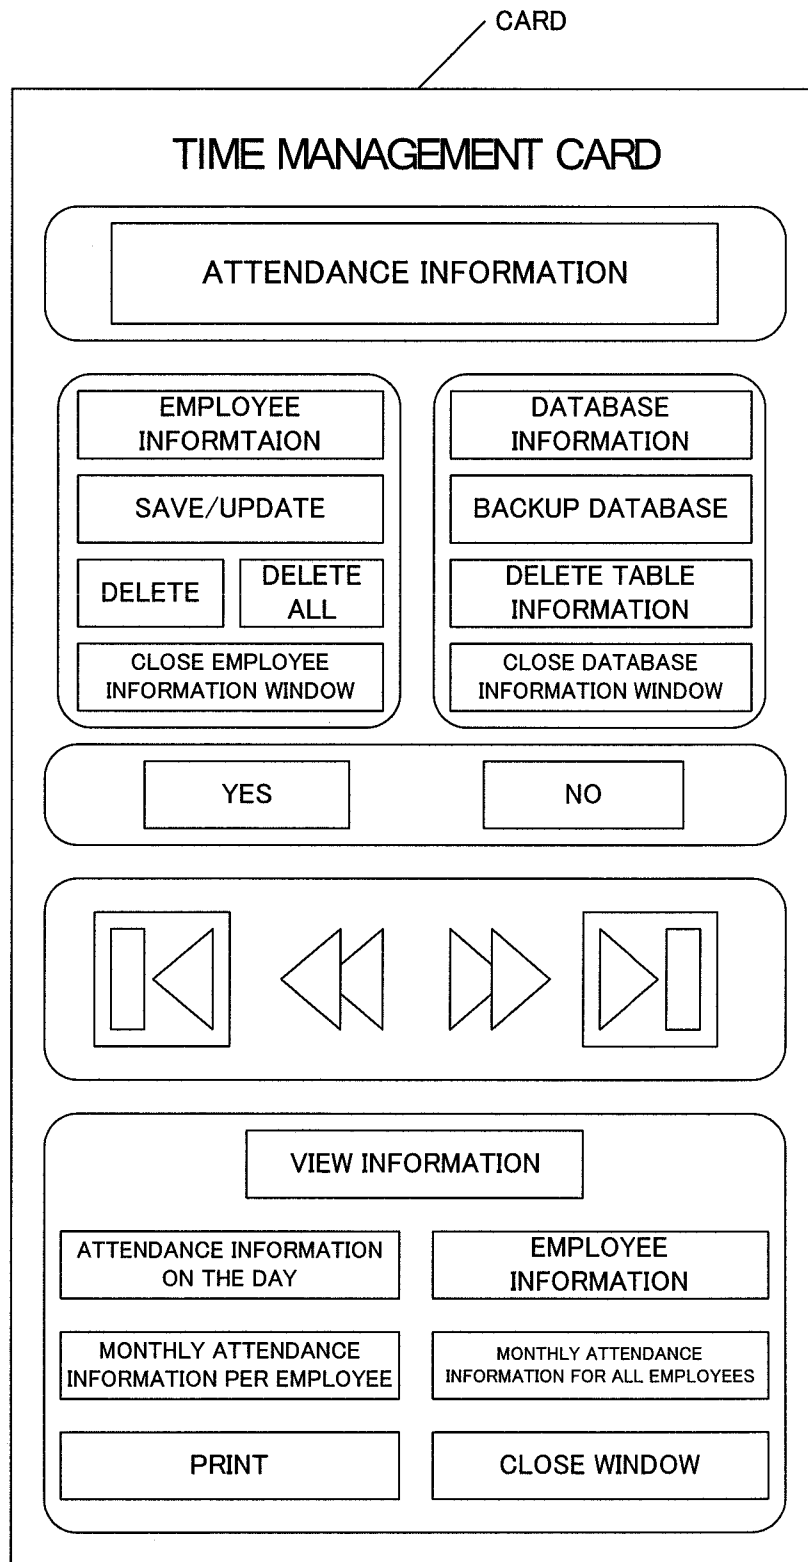 CARD
TIME MANAGEMENT CARD
ATTENDANCE INFORMATION
EMPLOYEE
INFORMTAION
SAVE/UPDATE
DELETE
DELETE
ALL
CLOSE EMPLOYEE
INFORMATION WINDOW
DATABASE
INFORMATION
BACKUP DATABASE
DELETE TABLE
INFORMATION
CLOSE DATABASE
INFORMATION WINDOW
YES
NO
VIEW INFORMATION
ATTENDANCE INFORMATION
ON THE DAY
EMPLOYEE
INFORMATION
MONTHLY ATTENDANCE
INFORMATION PER EMPLOYEE
MONTHLY ATTENDANCE
INFORMATION FOR ALL EMPLOYEES
PRINT
CLOSE WINDOW